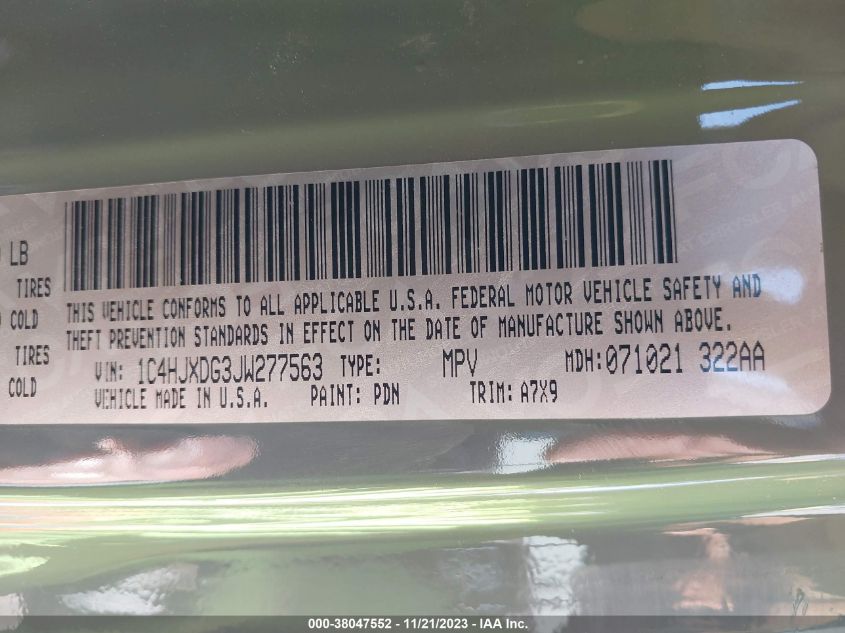 LB
TIRES
COLD
TIRES
COLD
THIS VEHICLE CONFORMS TO ALL APPLICABLE U.S.A. FEDERAL MOTOR VEHICLE SAFETY AND
THEFT PREVENTION STANDARDS IN EFFECT ON THE DATE OF MANUFACTURE SHOWN ABOVE.
VIN: 1C4HJXDG3JW277563 TYPE: MPV MDH:071021 322AA
VEHICLE MADE IN U.S.A. PAINT: PDN TRIM: A7X9
000-38047552 - 11/21/2023 - IAA Inc.